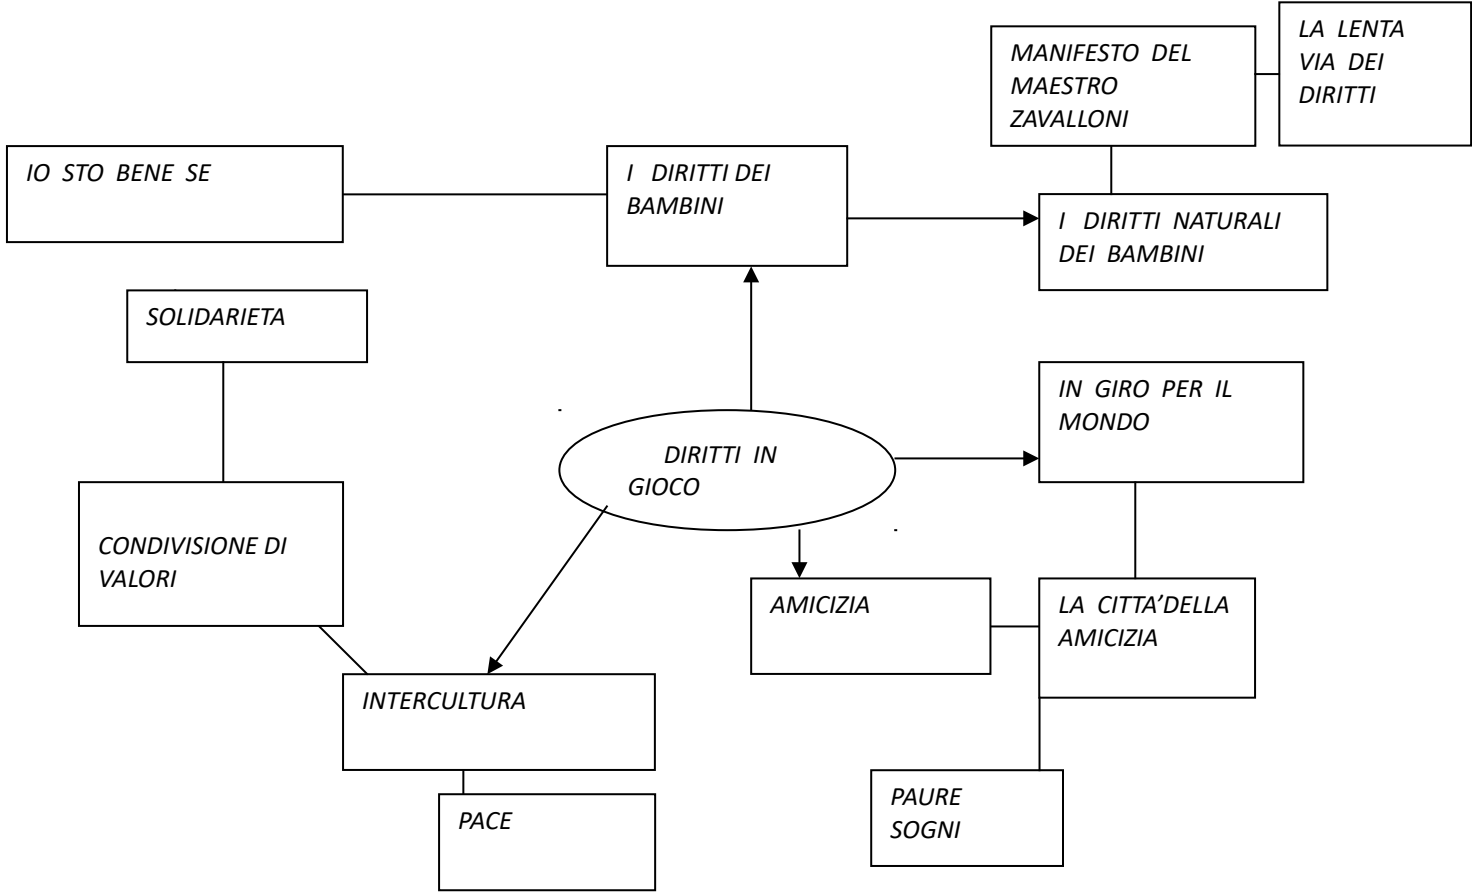 LA LENTA
VIA DEI
DIRITTI
MANIFESTO DEL
MAESTRO
ZAVALLONI
IO STO BENE SE
I DIRITTI DEI
BAMBINI
I DIRITTI NATURALI
DEI BAMBINI
SOLIDARIETA
IN GIRO PER IL
MONDO
DIRITTI IN
GIOCO
CONDIVISIONE DI
VALORI
AMICIZIA
LA CITTA’DELLA
AMICIZIA
INTERCULTURA
PACE
PAURE
SOGNI